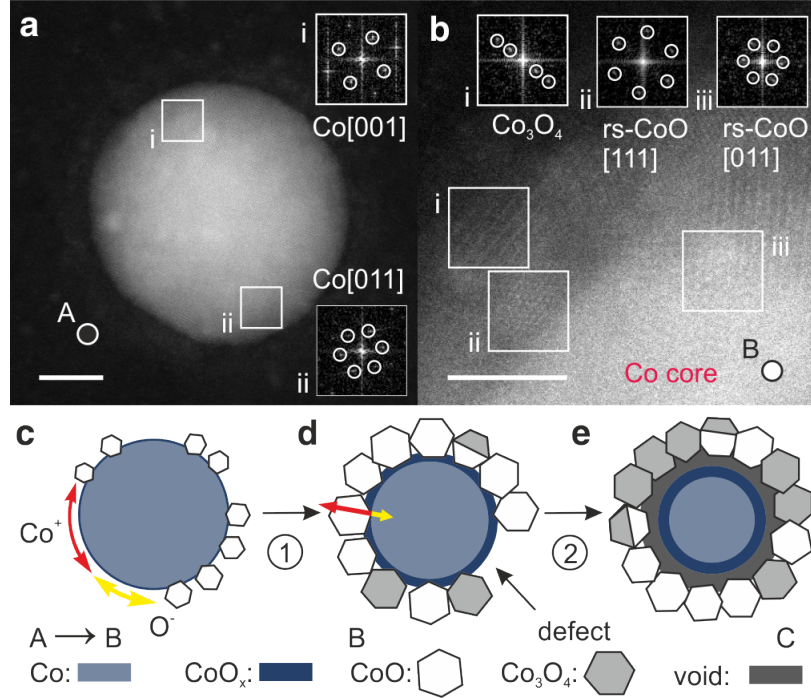 a
i
Co[001]
i
Co[011]
ii
A
ii
b
i
ii
iii
Co₃O₄
rs-CoO
[111]
rs-CoO
[011]
i
ii
iii
B
Co core
c
d
e
Co⁺
O⁻
1
2
defect
A → B
B
C
Co:
CoOₓ:
CoO:
Co₃O₄:
void: